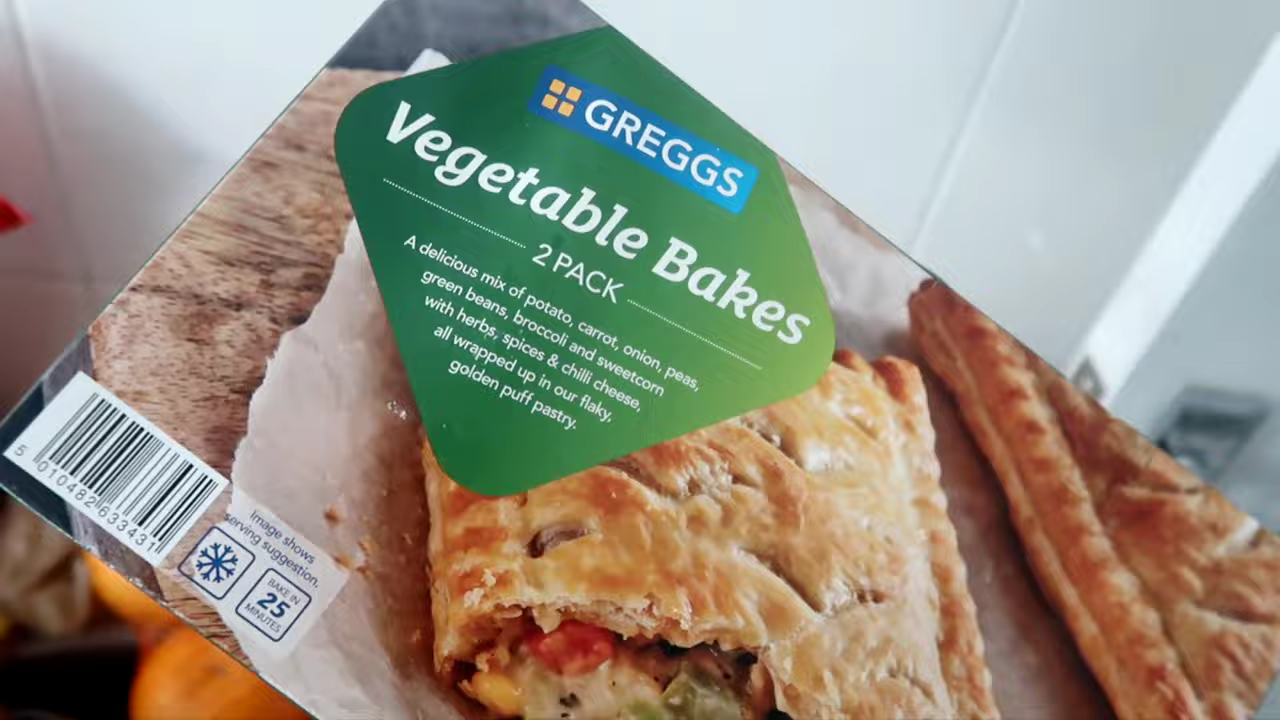 GREGGS
Vegetable Bakes
2 PACK
A delicious mix of potato, carrot, onion, peas,
green beans, broccoli and sweetcorn
with herbs, spices & chilli cheese,
all wrapped up in our flaky,
golden puff pastry.
5 010482 633431
Image shows
serving suggestion.
BAKE IN
25
MINUTES